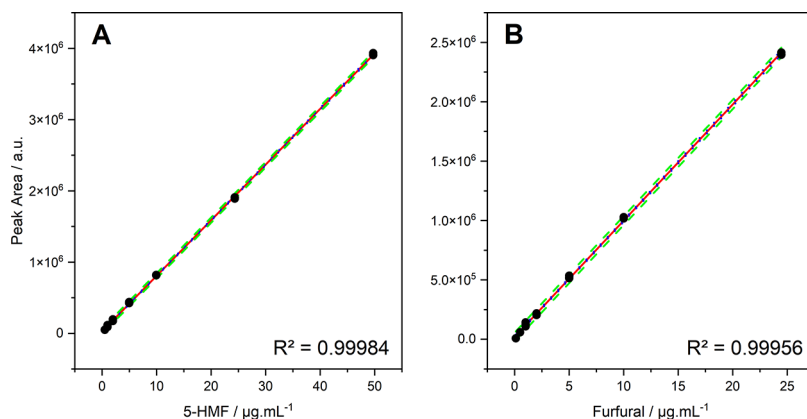 A
Peak Area / a.u.
4×10⁶
3×10⁶
2×10⁶
1×10⁶
0
0 10 20 30 40 50
5-HMF / µg.mL⁻¹
R² = 0.99984
B
2.5×10⁶
2.0×10⁶
1.5×10⁶
1.0×10⁶
5.0×10⁵
0.0
0 5 10 15 20 25
Furfural / µg.mL⁻¹
R² = 0.99956